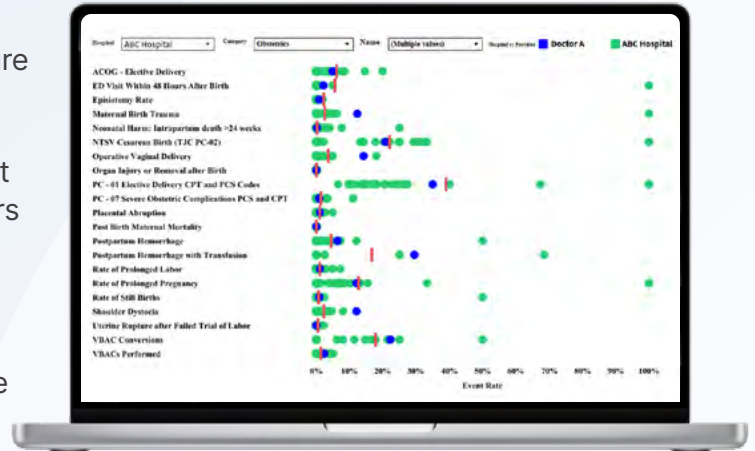 re
t
rs
e
Hospital ABC Hospital Category Obstetrics Name (Multiple values) Hospital vs Provider Doctor A ABC Hospital
ACOG - Elective Delivery
ED Visit Within 48 Hours After Birth
Episiotomy Rate
Maternal Birth Trauma
Neonatal Harm: Intrapartum death >24 weeks
NTSV Cesarean Birth (TJC PC-02)
Operative Vaginal Delivery
Organ Injury or Removal after Birth
PC - 01 Elective Delivery CPT and PCS Codes
PC - 07 Severe Obstetric Complications PCS and CPT
Placental Abruption
Post Birth Maternal Mortality
Postpartum Hemorrhage
Postpartum Hemorrhage with Transfusion
Rate of Prolonged Labor
Rate of Prolonged Pregnancy
Rate of Still Births
Shoulder Dystocia
Uterine Rupture after Failed Trial of Labor
VBAC Conversions
VBACs Performed
0% 10% 20% 30% 40% 50% 60% 70% 80% 90% 100%
Event Rate